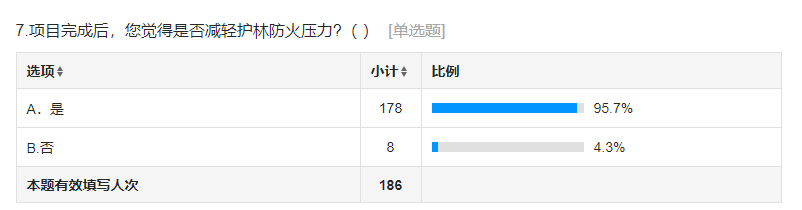 7.项目完成后，您觉得是否减轻护林防火压力?（ ） [单选题]
选项 小计 比例
A．是 178 95.7%
B.否 8 4.3%
本题有效填写人次 186